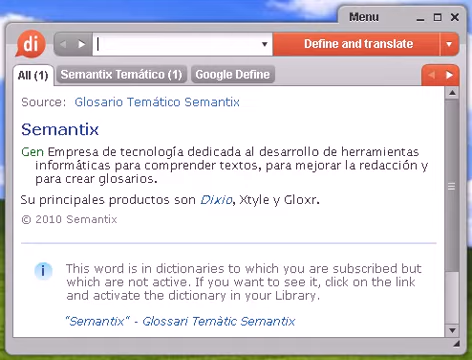 Menu
di
Define and translate
All (1)
Semantix Temático (1)
Google Define
Source: Glosario Temático Semantix
Semantix
Gen Empresa de tecnología dedicada al desarrollo de herramientas
informáticas para comprender textos, para mejorar la redacción y
para crear glosarios.
Su principales productos son Dixio, Xtyle y Gloxr.
© 2010 Semantix
i
This word is in dictionaries to which you are subscribed but
which are not active. If you want to see it, click on the link
and activate the dictionary in your Library.
"Semantix" - Glossari Temàtic Semantix